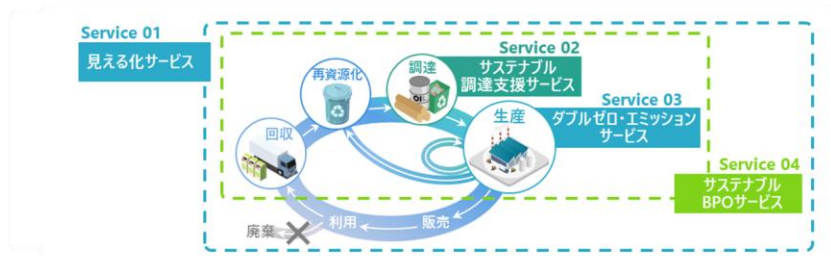 Service 01
見える化サービス
Service 02
サステナブル
調達支援サービス
Service 03
ダブルゼロ・エミッション
サービス
Service 04
サステナブル
BPOサービス
再資源化
調達
OIL
生産
回収
利用
販売
廃棄